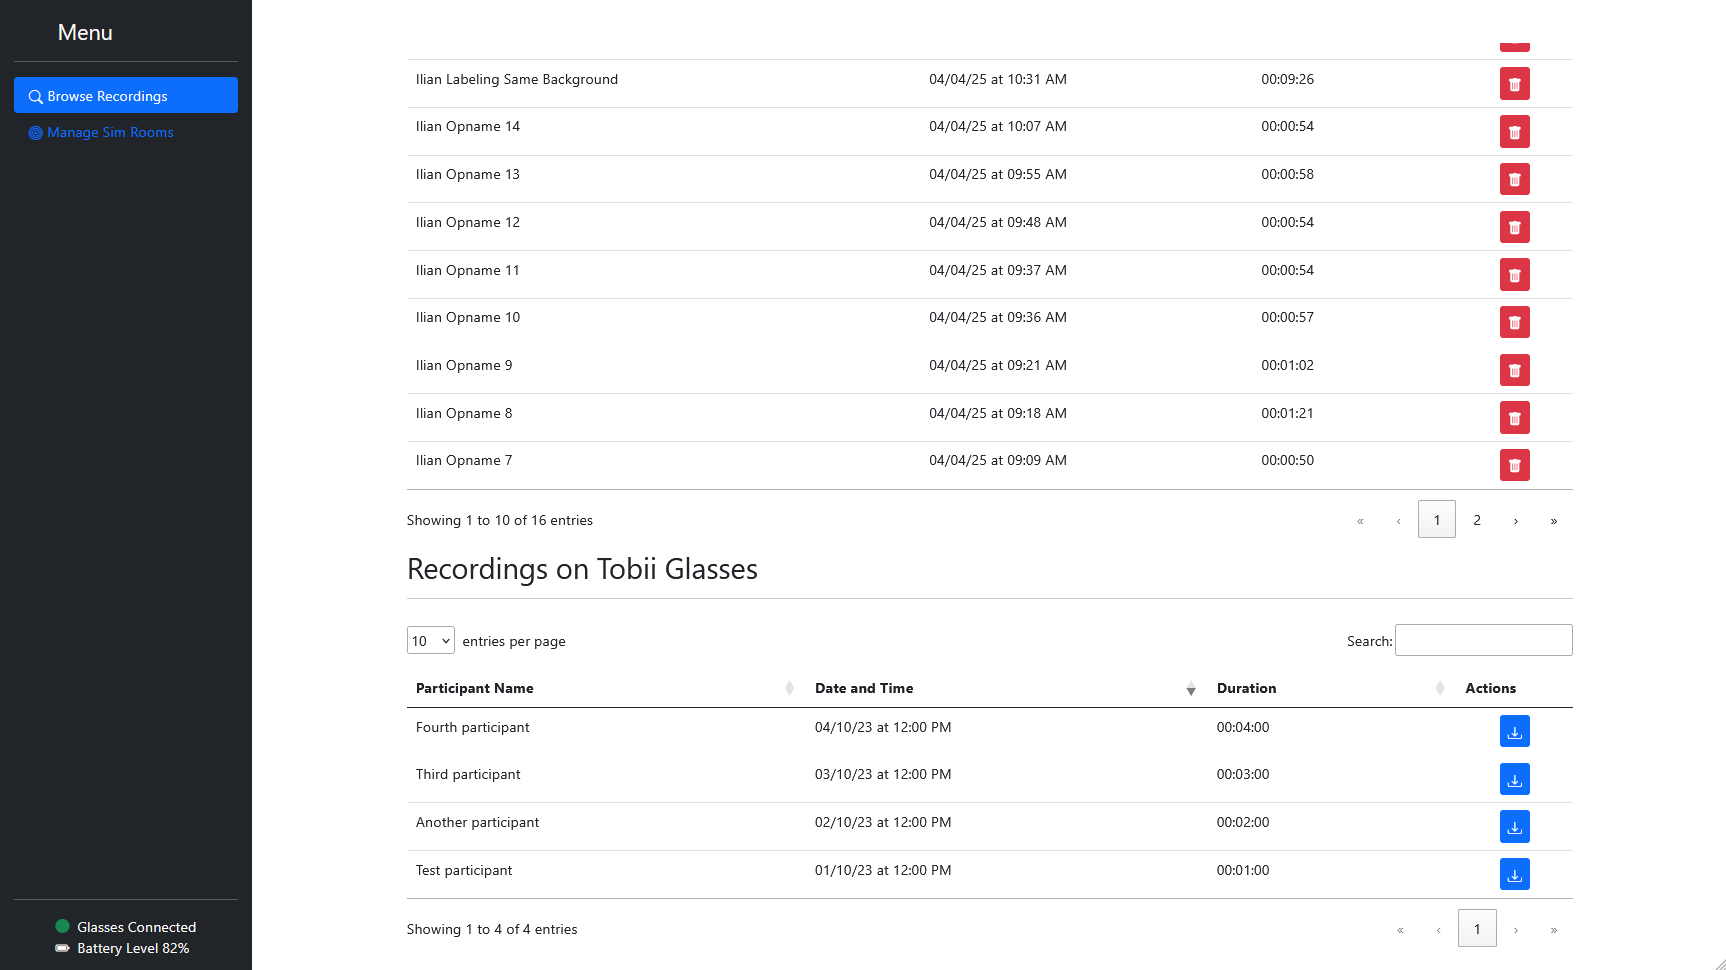 Menu
Browse Recordings
Manage Sim Rooms
Glasses Connected
Battery Level 82%
Ilian Labeling Same Background 04/04/25 at 10:31 AM 00:09:26
Ilian Opname 14 04/04/25 at 10:07 AM 00:00:54
Ilian Opname 13 04/04/25 at 09:55 AM 00:00:58
Ilian Opname 12 04/04/25 at 09:48 AM 00:00:54
Ilian Opname 11 04/04/25 at 09:37 AM 00:00:54
Ilian Opname 10 04/04/25 at 09:36 AM 00:00:57
Ilian Opname 9 04/04/25 at 09:21 AM 00:01:02
Ilian Opname 8 04/04/25 at 09:18 AM 00:01:21
Ilian Opname 7 04/04/25 at 09:09 AM 00:00:50
Showing 1 to 10 of 16 entries « ‹ 1 2 › »
Recordings on Tobii Glasses
10 entries per page Search:
Participant Name Date and Time Duration Actions
Fourth participant 04/10/23 at 12:00 PM 00:04:00
Third participant 03/10/23 at 12:00 PM 00:03:00
Another participant 02/10/23 at 12:00 PM 00:02:00
Test participant 01/10/23 at 12:00 PM 00:01:00
Showing 1 to 4 of 4 entries « ‹ 1 › »